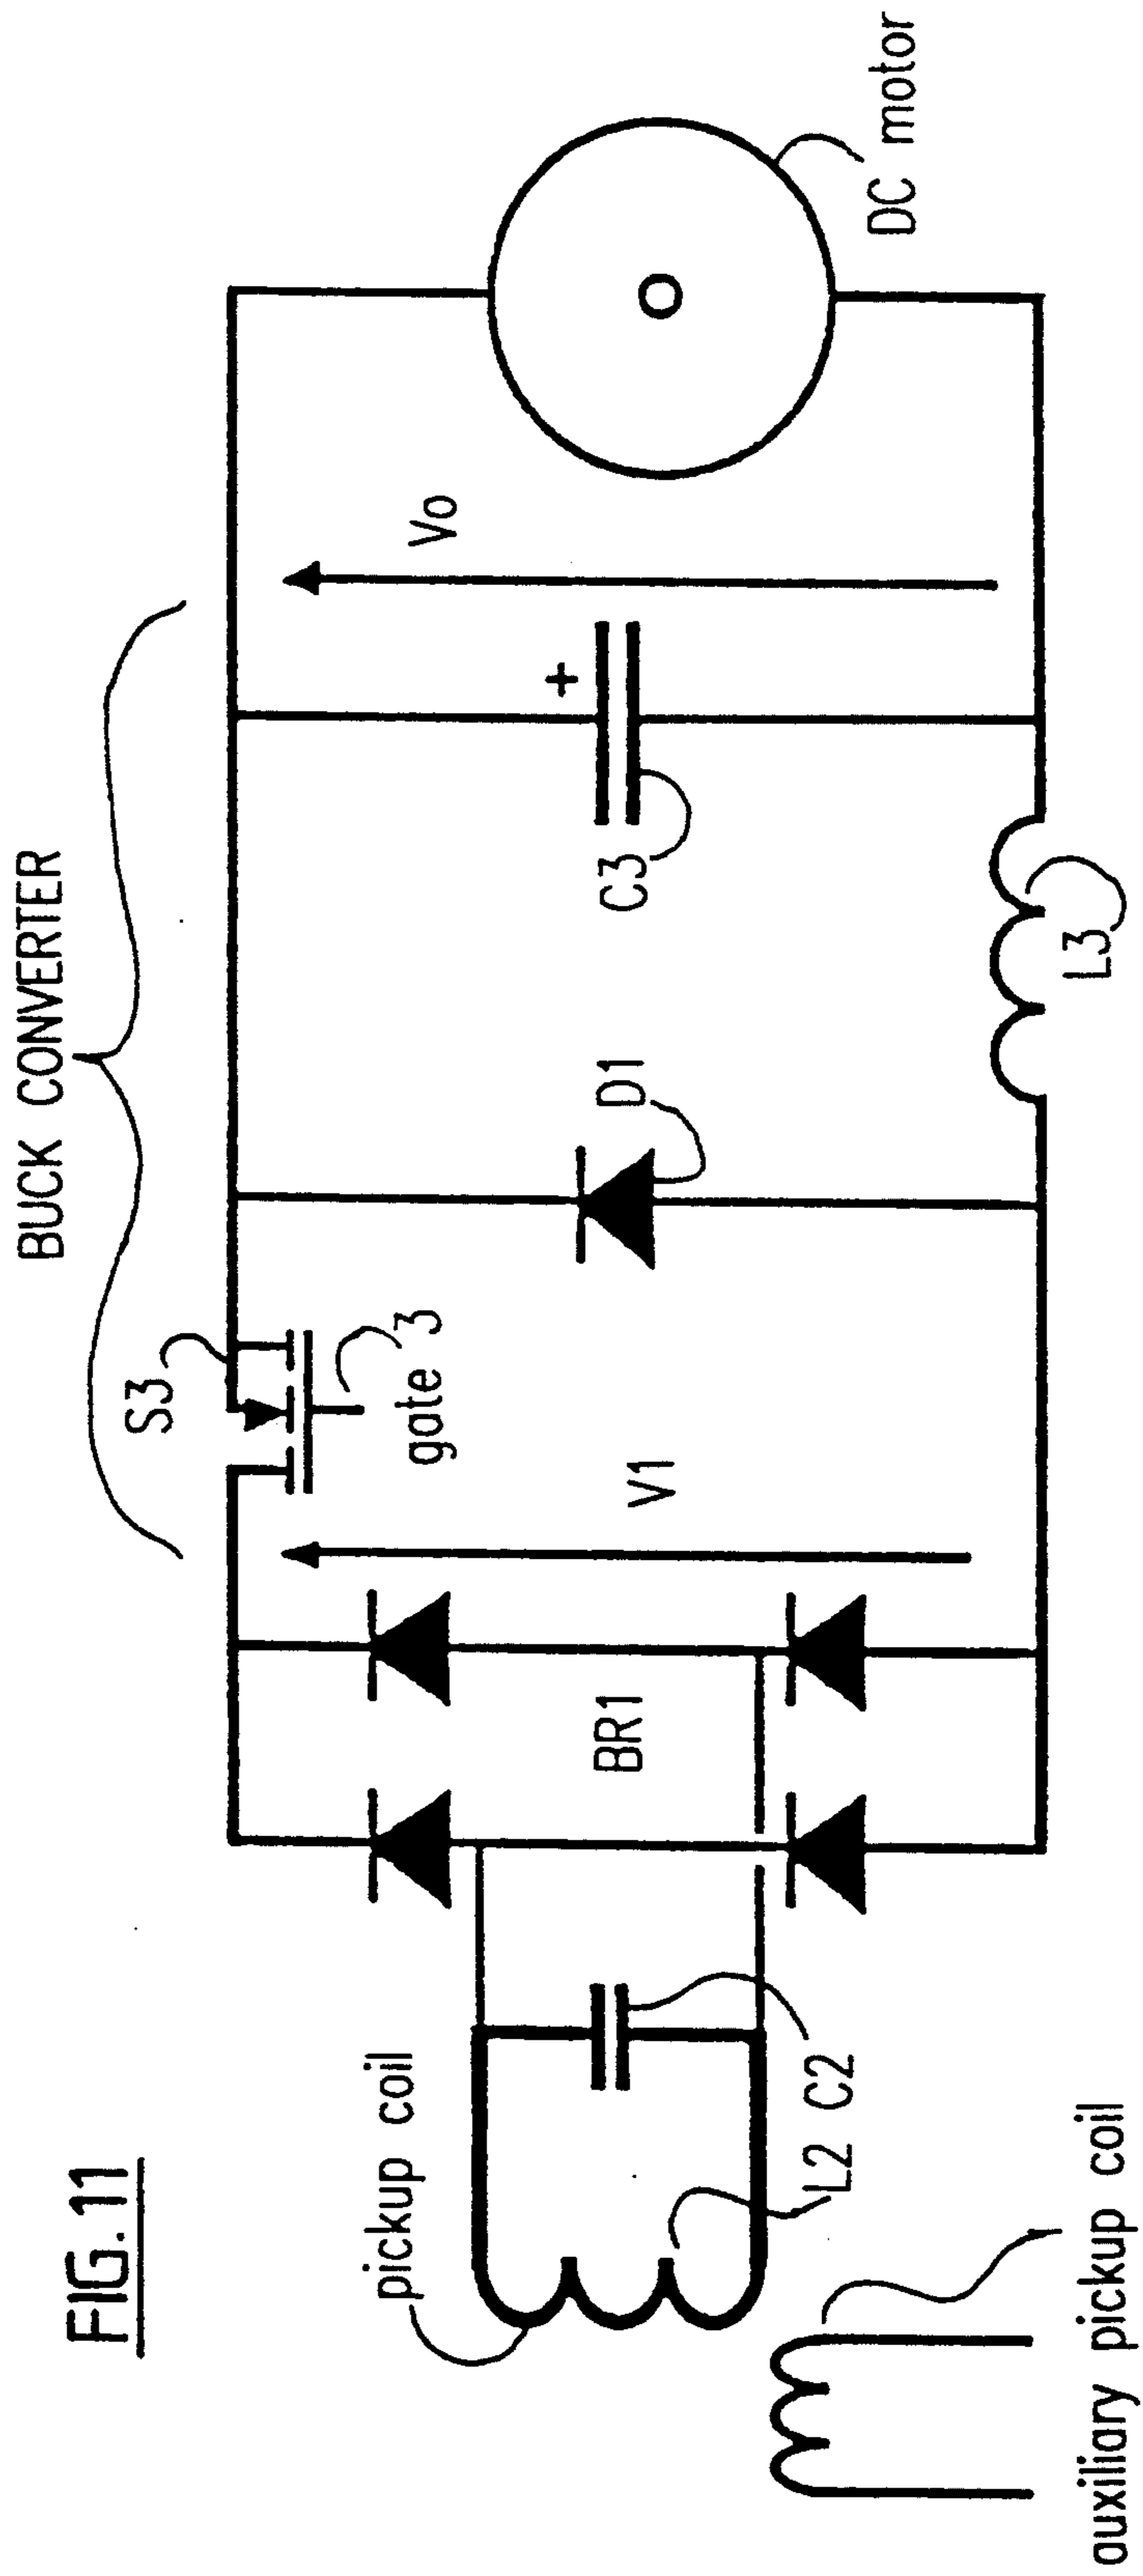 FIG.11
BUCK CONVERTER
S3
gate 3
pickup coil
V1
Vo
BR1
D1
C3
L2 C2
L3
DC motor
auxiliary pickup coil
+